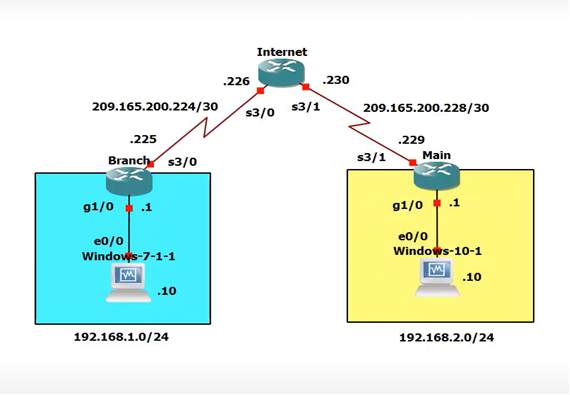 Internet
.226
.230
209.165.200.224/30
s3/0
s3/1
209.165.200.228/30
.225
.229
Branch
s3/0
s3/1
Main
g1/0
.1
g1/0
.1
e0/0
Windows-7-1-1
.10
e0/0
Windows-10-1
.10
192.168.1.0/24
192.168.2.0/24